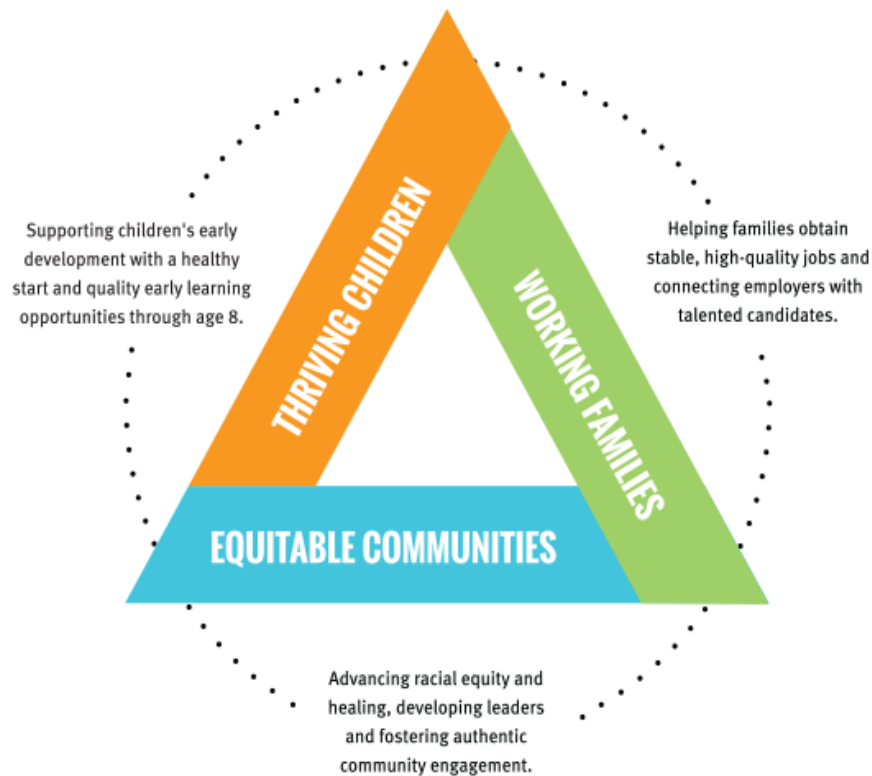 THRIVING CHILDREN
Supporting children's early
development with a healthy
start and quality early learning
opportunities through age 8.
WORKING FAMILIES
Helping families obtain
stable, high-quality jobs and
connecting employers with
talented candidates.
EQUITABLE COMMUNITIES
Advancing racial equity and
healing, developing leaders
and fostering authentic
community engagement.